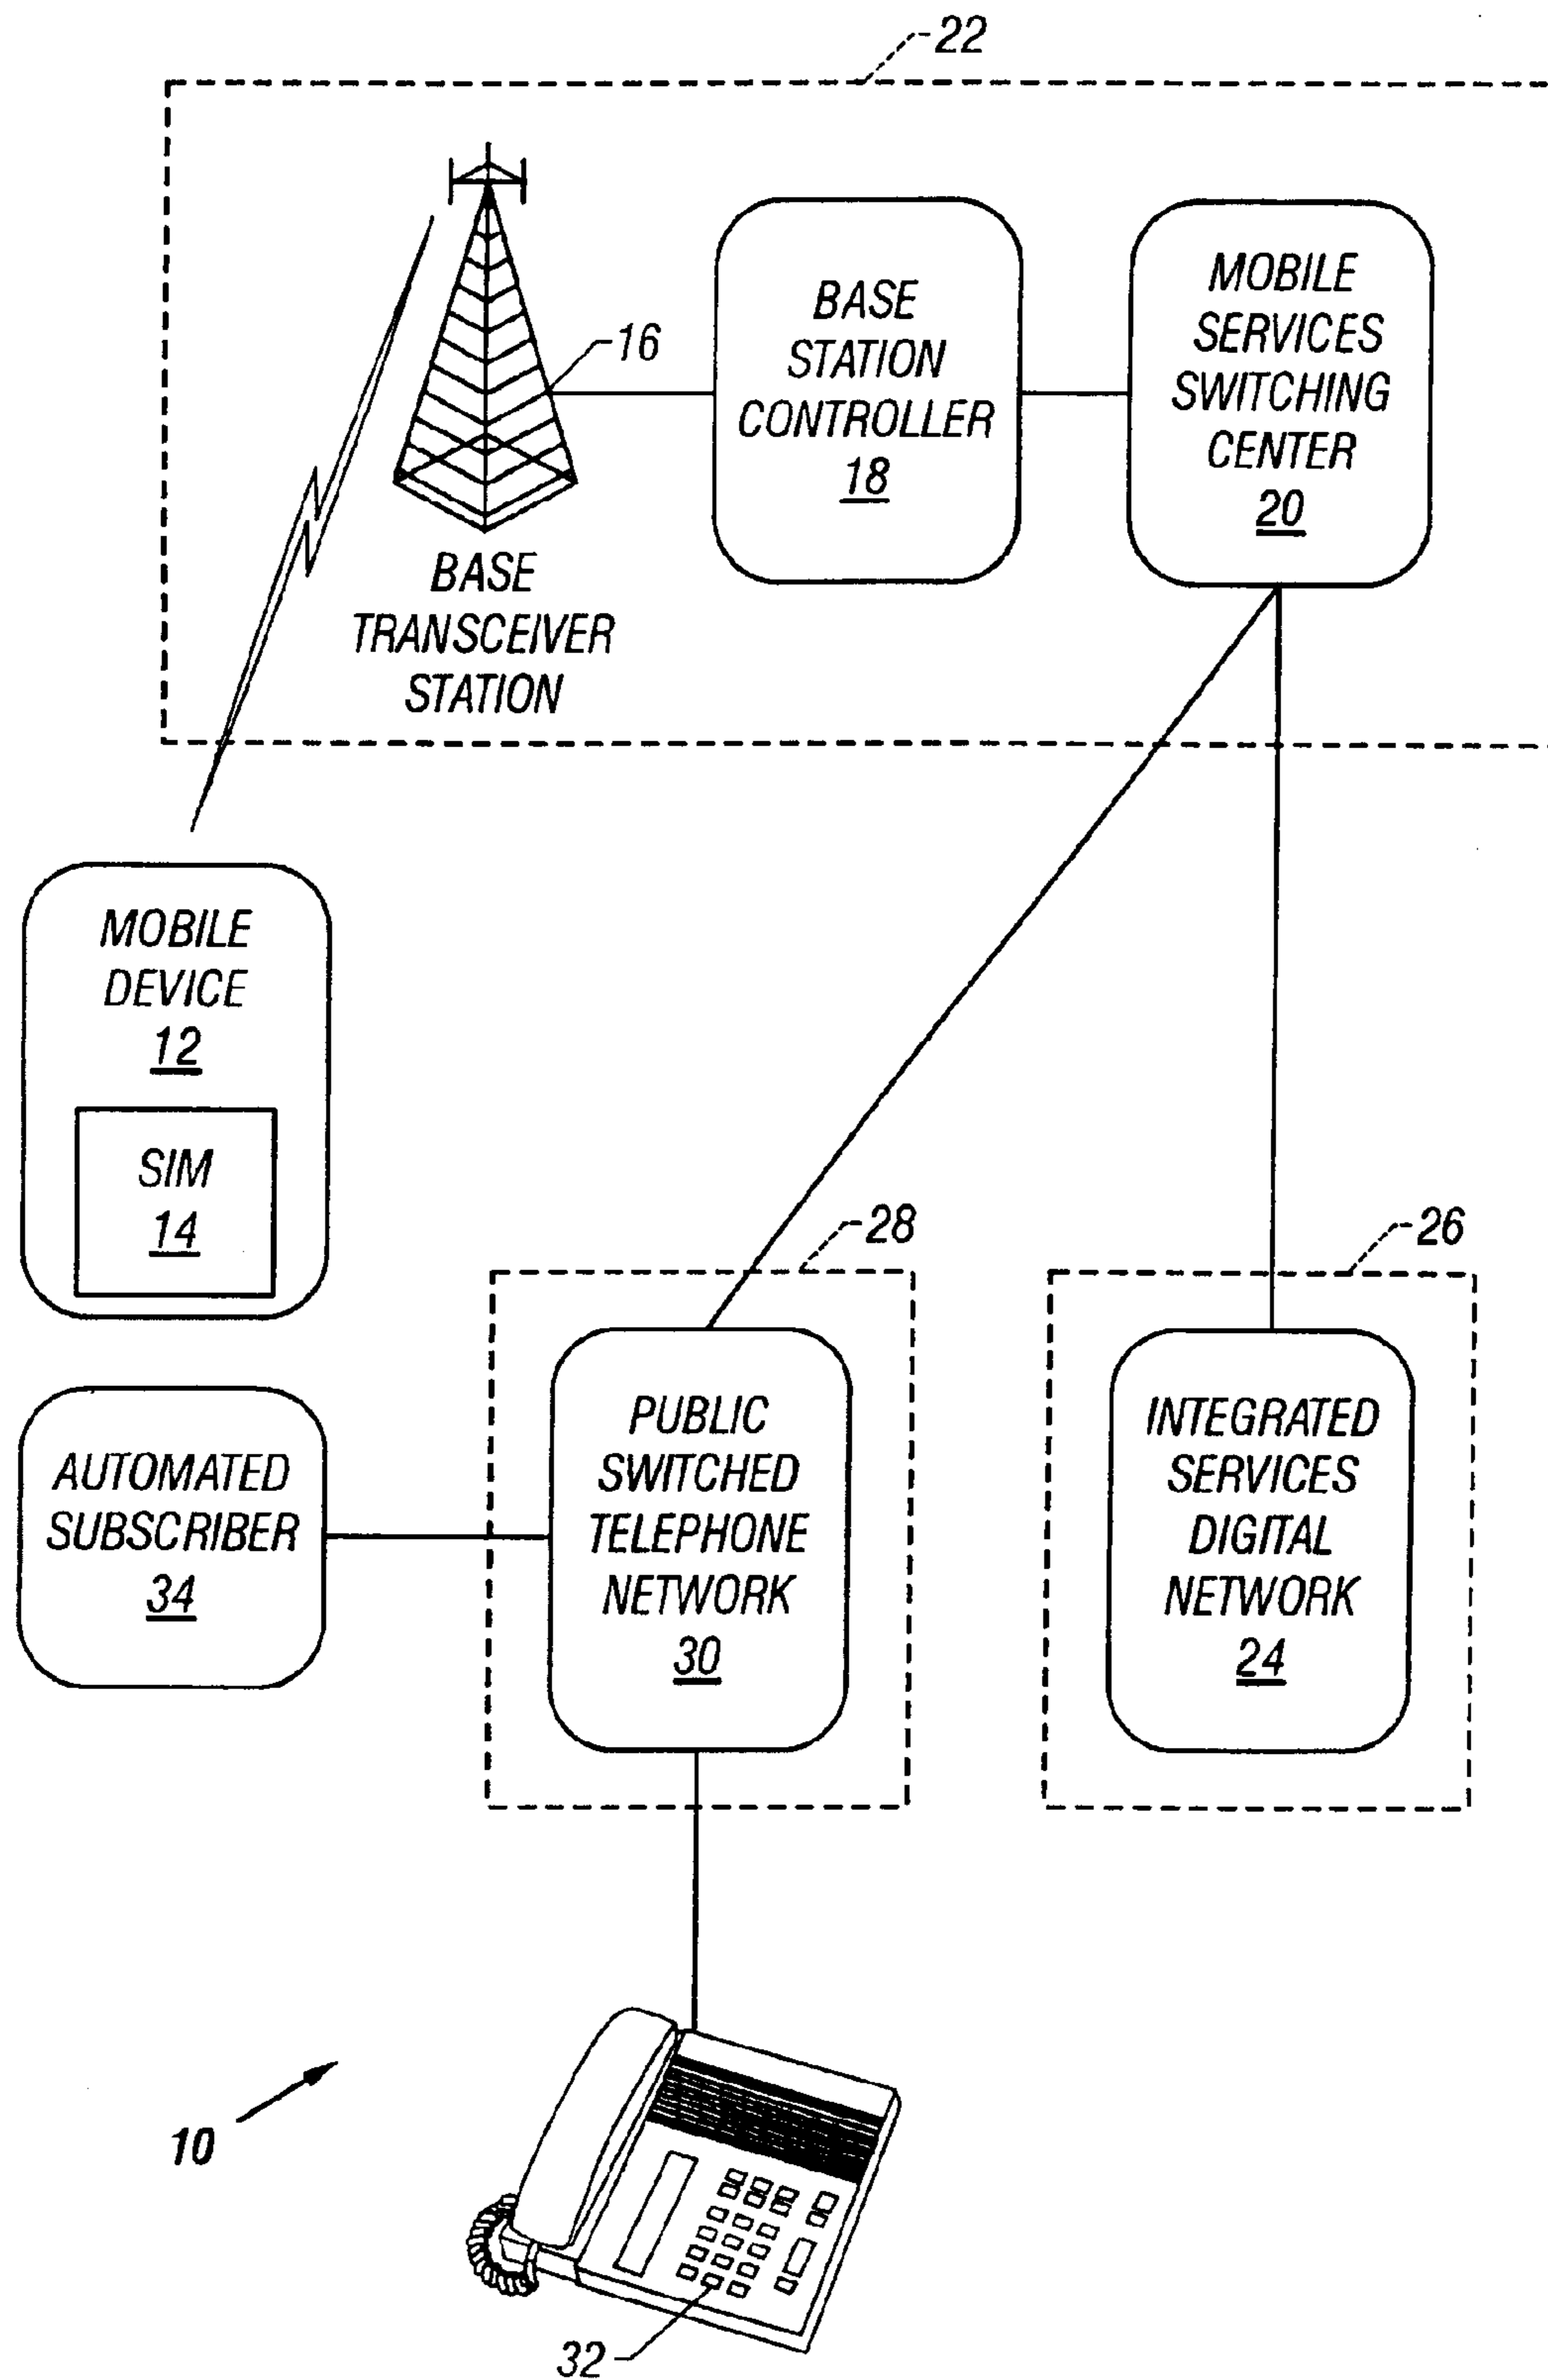 22
16
BASE
TRANSCEIVER
STATION
BASE
STATION
CONTROLLER
18
MOBILE
SERVICES
SWITCHING
CENTER
20
MOBILE
DEVICE
12
SIM
14
28
26
AUTOMATED
SUBSCRIBER
34
PUBLIC
SWITCHED
TELEPHONE
NETWORK
30
INTEGRATED
SERVICES
DIGITAL
NETWORK
24
10
32